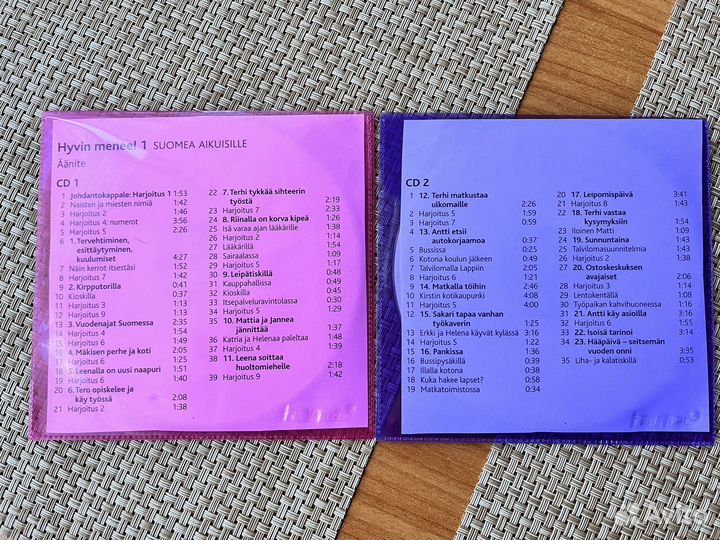 Hyvin menee! 1 SUOMEA AIKUISILLE
Äänite
CD 1
1 Johdantokappale: Harjoitus 1 1:53
2 Naisten ja miesten nimiä 1:42
3 Harjoitus 2 1:46
4 Harjoitus 4: numerot 3:56
5 Harjoitus 5 2:26
6 1. Tervehtiminen,
esittäytyminen,
kuulumiset 4:27
7 Näin kerrot itsestäsi 1:52
8 Harjoitus 7 1:42
9 2. Kirpputorilla 0:41
10 Kioskilla 0:37
11 Harjoitus 3 1:13
12 Harjoitus 9 1:13
13 3. Vuodenajat Suomessa 2:35
14 Harjoitus 4 1:54
15 Harjoitus 6 1:51
16 4. Mäkisen perhe ja koti 2:05
17 Harjoitus 6 1:25
18 5. Leenalla on uusi naapuri 1:51
19 Harjoitus 6 1:40
20 6. Tero opiskelee ja
käy työssä 2:08
21 Harjoitus 2 1:38
22 7. Terhi tykkää sihteerin
työstä 2:19
23 Harjoitus 7 2:33
24 8. Riinalla on korva kipeä 1:26
25 Isä varaa ajan lääkärille 1:38
26 Harjoitus 2 1:14
27 Lääkärillä 1:54
28 Sairaalassa 1:09
29 Harjoitus 5 1:17
30 9. Leipätiskillä 0:48
31 Kauppahallissa 0:49
32 Kioskilla 0:45
33 Itsepalveluravintolassa 0:30
34 Harjoitus 5 1:29
35 10. Mattia ja Jannea
jännittää 1:37
36 Katria ja Helenaa paleltaa 1:48
37 Harjoitus 4 1:39
38 11. Leena soittaa
huoltomiehelle 2:18
39 Harjoitus 9 1:42
CD 2
1 12. Terhi matkustaa
ulkomaille 2:26
2 Harjoitus 5 1:59
3 Harjoitus 7 0:59
4 13. Antti etsii
autokorjaamoa 0:37
5 Bussissa 0:25
6 Kotona koulun jälkeen 0:49
7 Talvilomalla Lappiin 2:05
8 Harjoitus 6 1:21
9 14. Matkalla töihin 2:46
10 Kirstin kotikaupunki 4:08
11 Harjoitus 5 4:00
12 15. Sakari tapaa vanhan
työkaverin 2:25
13 Erkki ja Helena käyvät kylässä 3:16
14 Harjoitus 5 1:22
15 16. Pankissa 1:36
16 Bussipysäkillä 0:39
17 Illalla kotona 0:38
18 Kuka hakee lapset? 0:58
19 Matkatoimistossa 0:34
20 17. Leipomispäivä 3:41
21 Harjoitus 6 1:43
22 18. Terhi vastaa
kysymyksiin 1:54
23 Iloinen Matti 1:09
24 19. Sunnuntaina 1:43
25 Talvilomasuunnitelmia 1:43
26 Harjoitus 2 1:38
27 20. Ostoskeskuksen
avajaiset 2:06
28 Harjoitus 3 1:14
29 Lentokentällä 1:08
30 Työpaikan kahvihuoneessa 1:16
31 21. Antti käy asioilla 3:16
32 Harjoitus 6 1:55
33 22. Isoisä tarinoi 3:14
34 23. Hääpäivä – seitsemän
vuoden onni 3:35
35 Liha- ja kalatiskillä 0:53
Avito